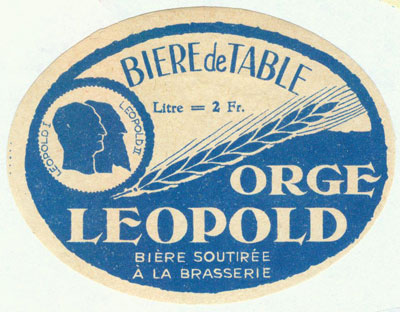 BIERE de TABLE
Litre = 2 Fr.
LEOPOLD I
LEOPOLD II
ORGE
LEOPOLD
BIÈRE SOUTIRÉE
À LA BRASSERIE